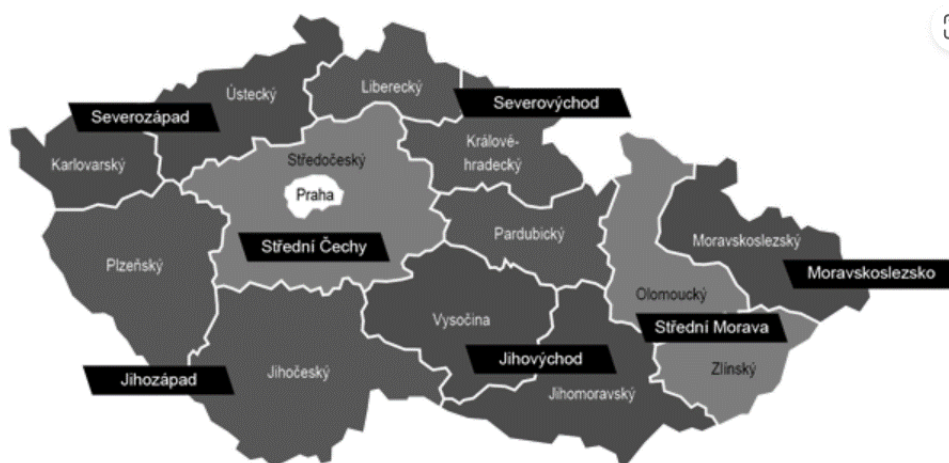 Ústecký
Liberecký
Severozápad
Severovýchod
Karlovarský
Středočeský
Králové-
hradecký
Praha
Plzeňský
Střední Čechy
Pardubický
Moravskoslezský
Moravskoslezsko
Olomoucký
Vysočina
Střední Morava
Jihozápad
Jihočeský
Jihovýchod
Zlínský
Jihomoravský